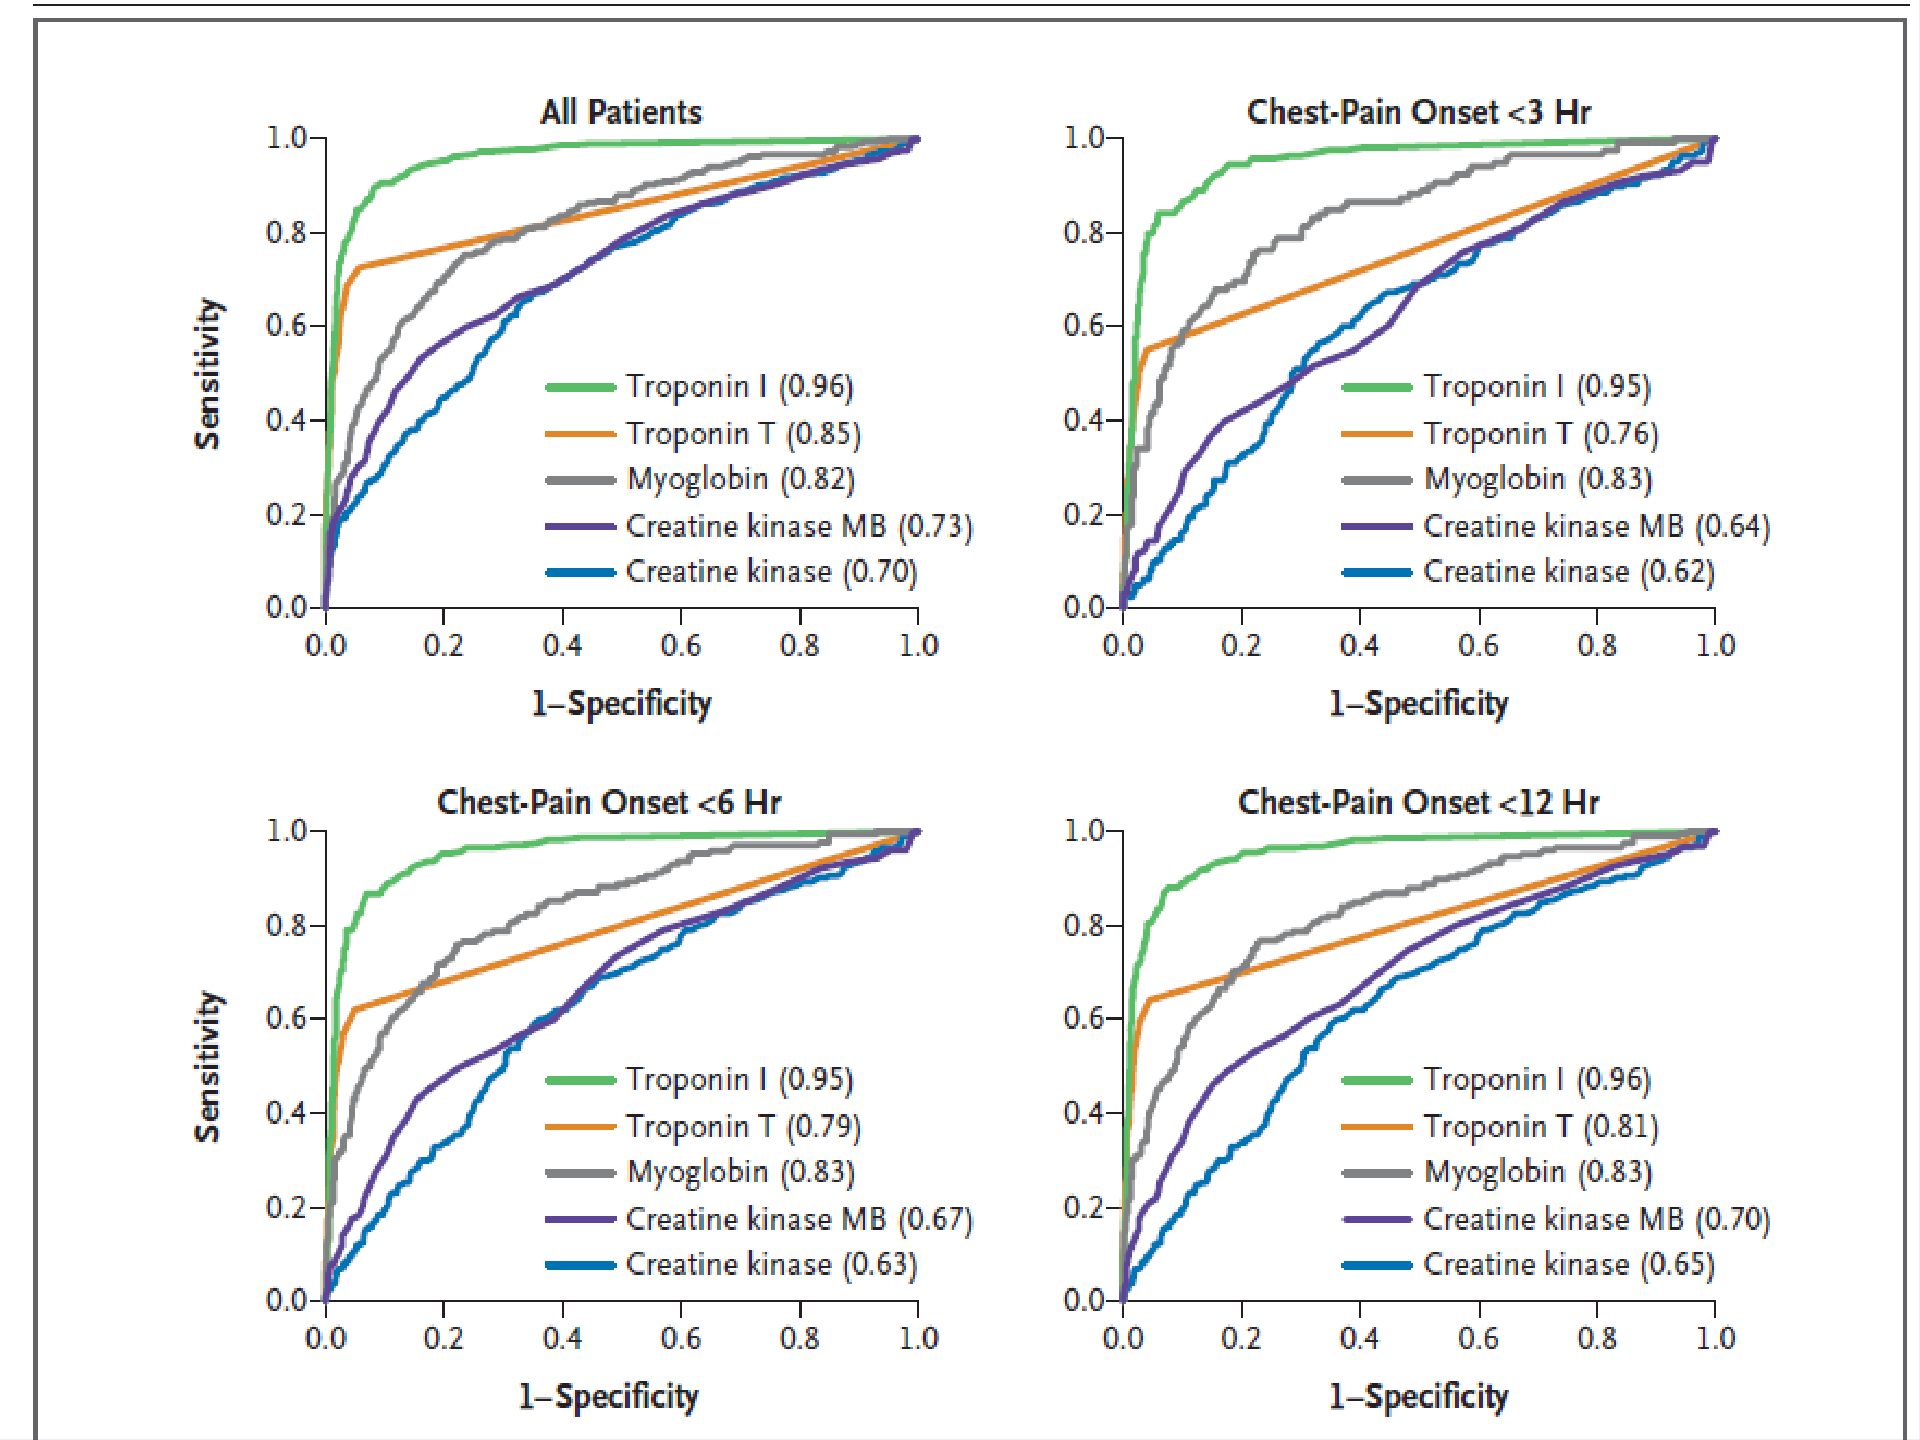 All Patients
1.0
0.8
0.6
0.4
0.2
0.0
Sensitivity
Troponin I (0.96)
Troponin T (0.85)
Myoglobin (0.82)
Creatine kinase MB (0.73)
Creatine kinase (0.70)
0.0 0.2 0.4 0.6 0.8 1.0
1–Specificity
Chest-Pain Onset <3 Hr
1.0
0.8
0.6
0.4
0.2
0.0
Troponin I (0.95)
Troponin T (0.76)
Myoglobin (0.83)
Creatine kinase MB (0.64)
Creatine kinase (0.62)
0.0 0.2 0.4 0.6 0.8 1.0
1–Specificity
Chest-Pain Onset <6 Hr
1.0
0.8
0.6
0.4
0.2
0.0
Sensitivity
Troponin I (0.95)
Troponin T (0.79)
Myoglobin (0.83)
Creatine kinase MB (0.67)
Creatine kinase (0.63)
0.0 0.2 0.4 0.6 0.8 1.0
1–Specificity
Chest-Pain Onset <12 Hr
1.0
0.8
0.6
0.4
0.2
0.0
Troponin I (0.96)
Troponin T (0.81)
Myoglobin (0.83)
Creatine kinase MB (0.70)
Creatine kinase (0.65)
0.0 0.2 0.4 0.6 0.8 1.0
1–Specificity